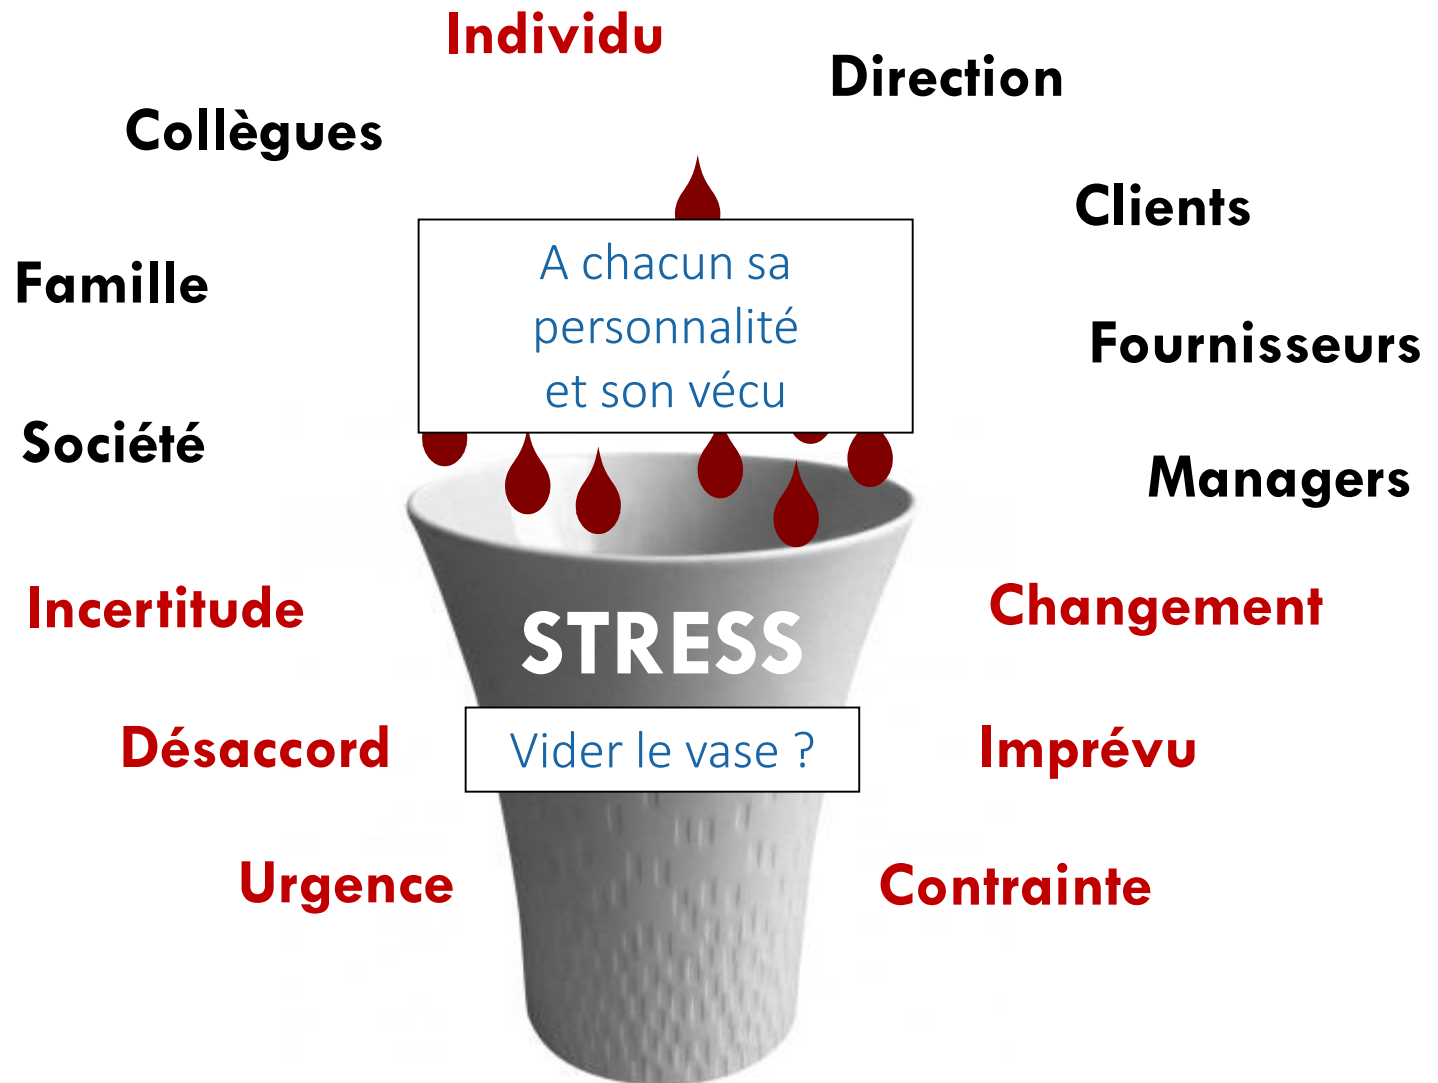 Individu
Direction
Collègues
Clients
A chacun sa
personnalité
et son vécu
Famille
Fournisseurs
Société
Managers
Incertitude
STRESS
Changement
Désaccord
Vider le vase ?
Imprévu
Urgence
Contrainte